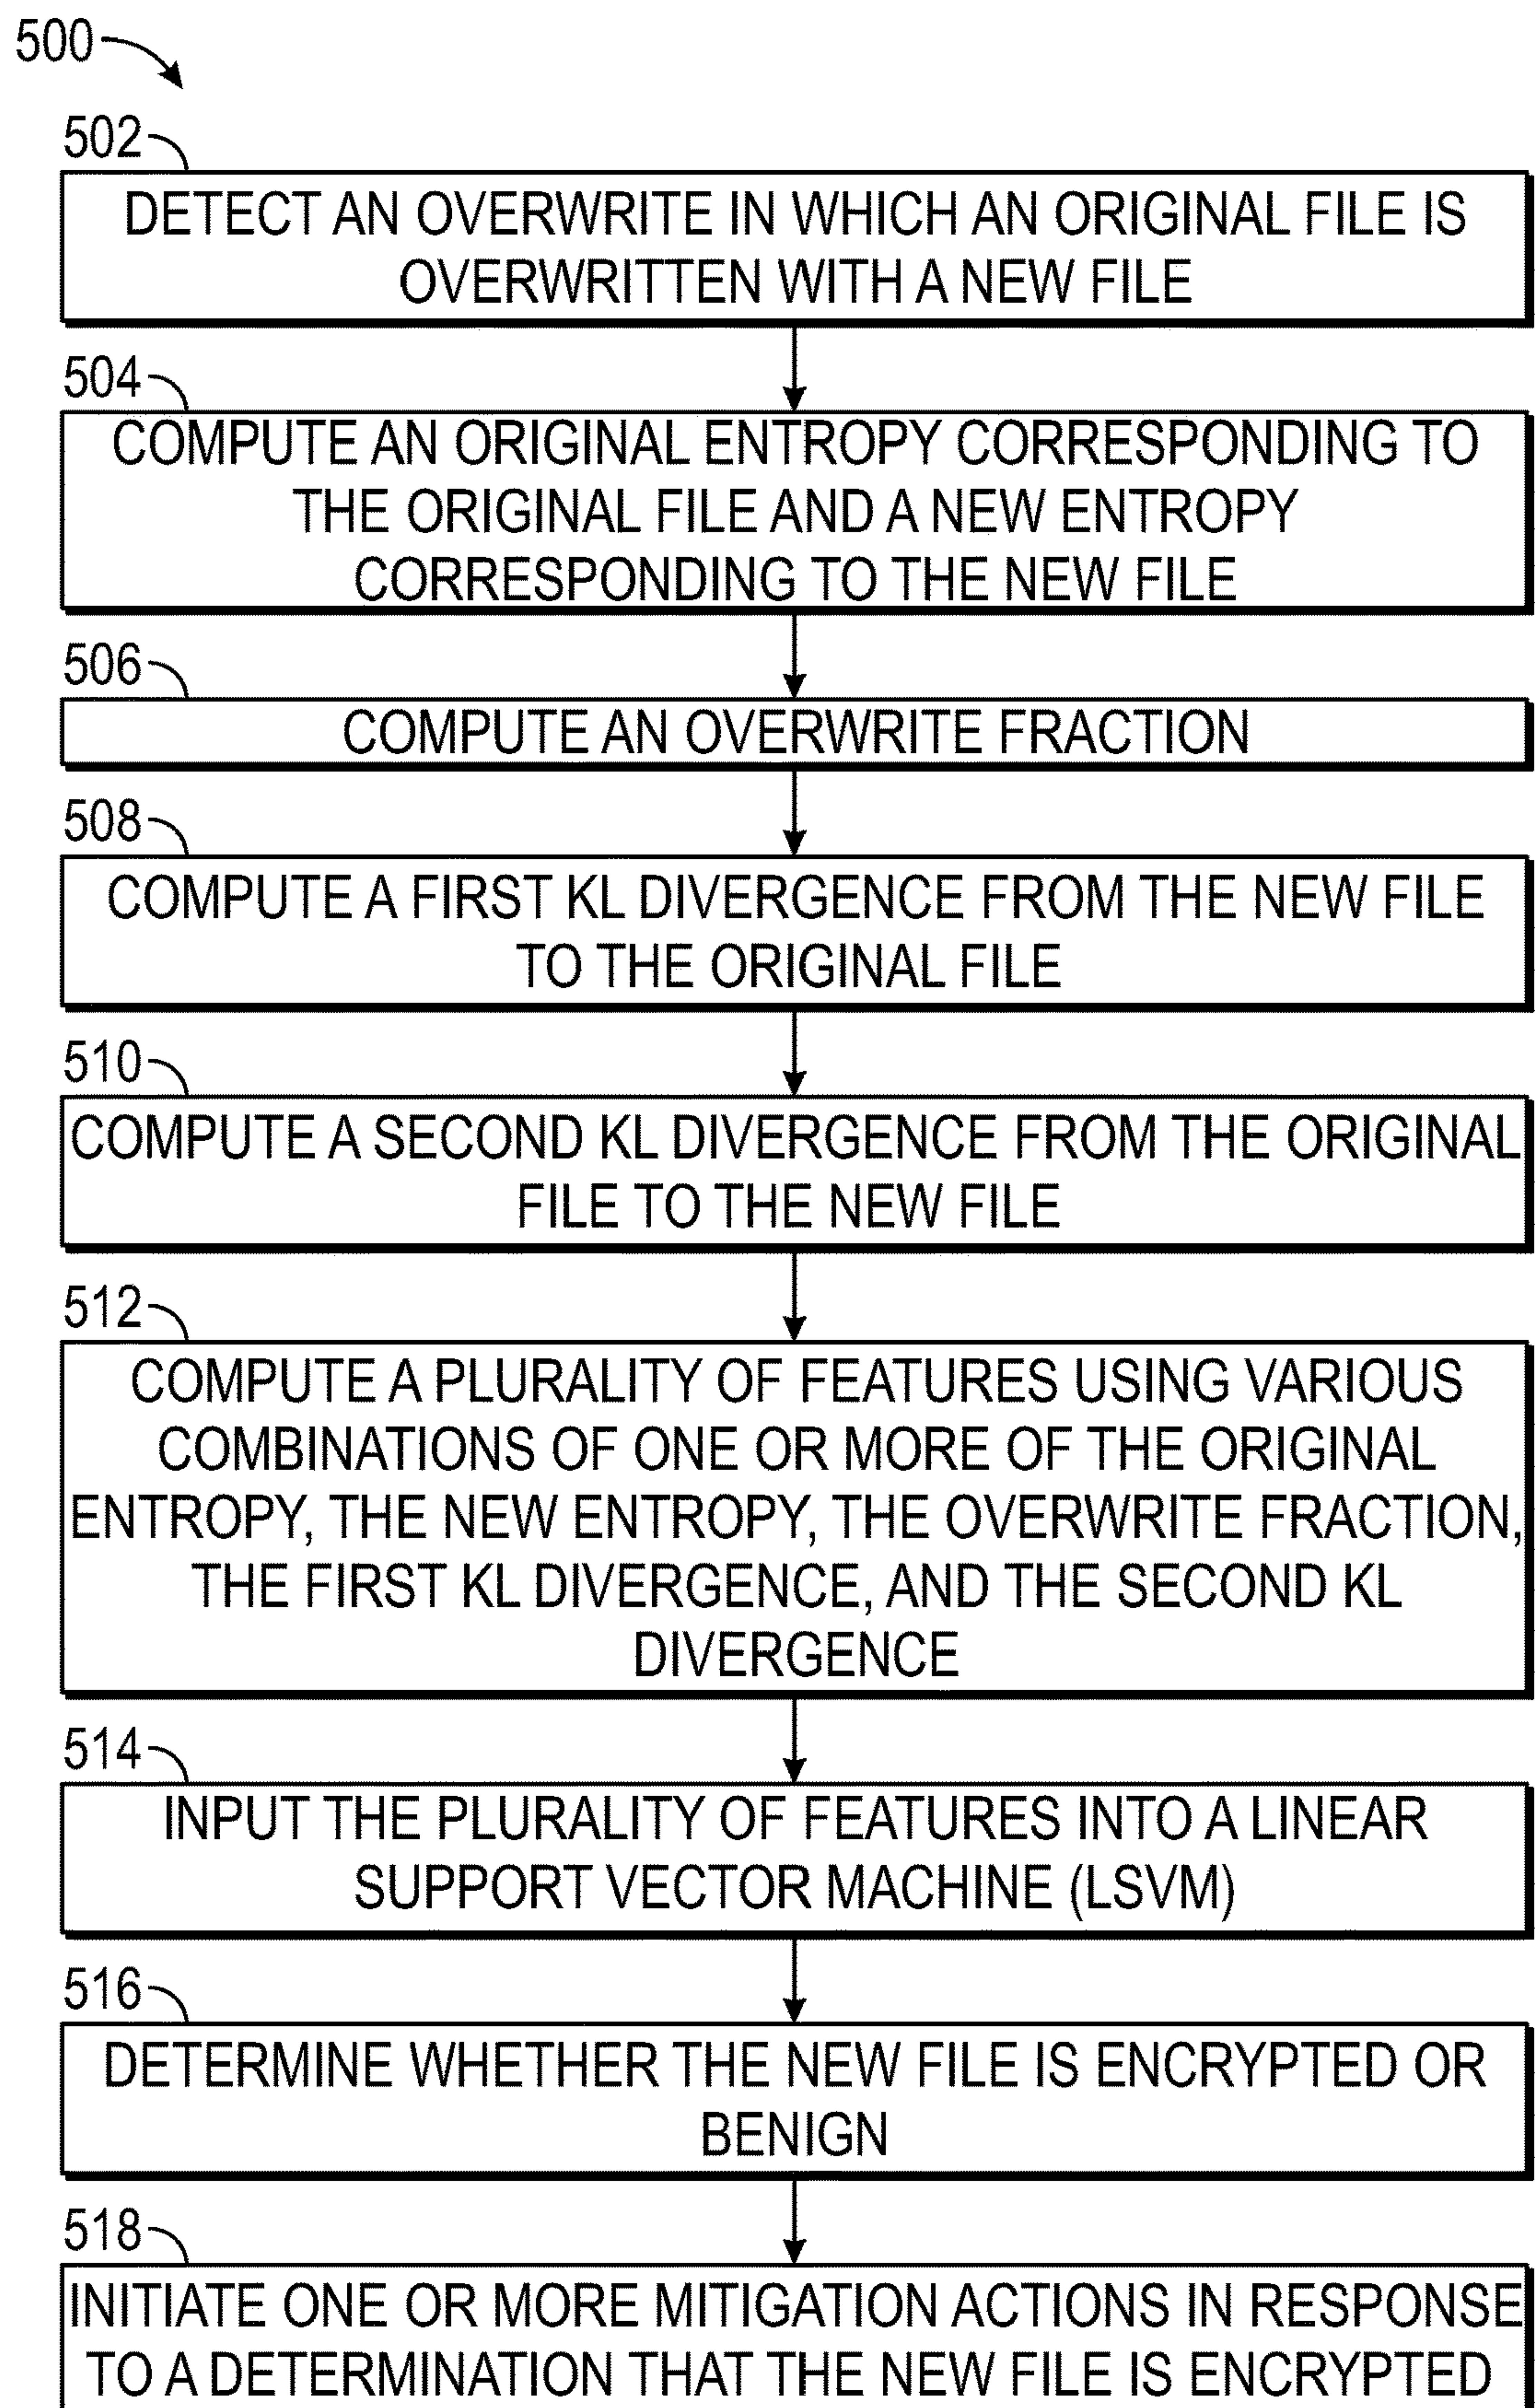 500
502
DETECT AN OVERWRITE IN WHICH AN ORIGINAL FILE IS
OVERWRITTEN WITH A NEW FILE
504
COMPUTE AN ORIGINAL ENTROPY CORRESPONDING TO
THE ORIGINAL FILE AND A NEW ENTROPY
CORRESPONDING TO THE NEW FILE
506
COMPUTE AN OVERWRITE FRACTION
508
COMPUTE A FIRST KL DIVERGENCE FROM THE NEW FILE
TO THE ORIGINAL FILE
510
COMPUTE A SECOND KL DIVERGENCE FROM THE ORIGINAL
FILE TO THE NEW FILE
512
COMPUTE A PLURALITY OF FEATURES USING VARIOUS
COMBINATIONS OF ONE OR MORE OF THE ORIGINAL
ENTROPY, THE NEW ENTROPY, THE OVERWRITE FRACTION,
THE FIRST KL DIVERGENCE, AND THE SECOND KL
DIVERGENCE
514
INPUT THE PLURALITY OF FEATURES INTO A LINEAR
SUPPORT VECTOR MACHINE (LSVM)
516
DETERMINE WHETHER THE NEW FILE IS ENCRYPTED OR
BENIGN
518
INITIATE ONE OR MORE MITIGATION ACTIONS IN RESPONSE
TO A DETERMINATION THAT THE NEW FILE IS ENCRYPTED